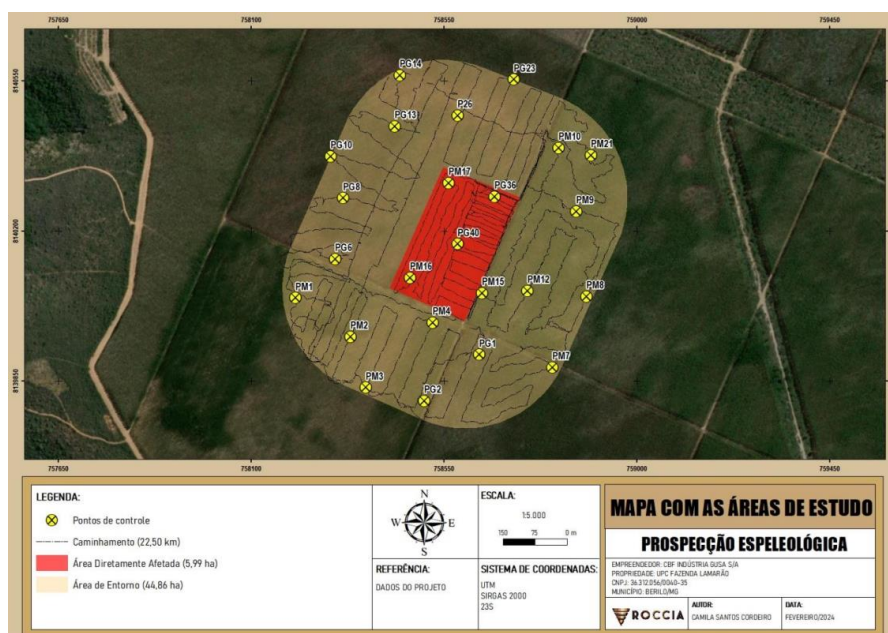 757650 758100 758550 759000 759450
8140550
8140200
8139850
PG14
PG23
P26
PG13
PM10
PM21
PG10
PM17
PG36
PG8
PM9
PG40
PG6
PM16
PM15
PM12
PM8
PM1
PM4
PM2
PG1
PM7
PM3
PG2
757650 758100 758550 759000 759450
LEGENDA:
Pontos de controle
Caminhamento (22,50 km)
Área Diretamente Afetada (5,99 ha)
Área de Entorno (44,86 ha)
N
W E
S
REFERÊNCIA:
DADOS DO PROJETO
ESCALA:
1:5.000
150 75 0 m
SISTEMA DE COORDENADAS:
UTM
SIRGAS 2000
23S
MAPA COM AS ÁREAS DE ESTUDO
PROSPECÇÃO ESPELEOLÓGICA
EMPREENDEDOR: CBF INDÚSTRIA GUSA S/A
PROPRIEDADE: UPC FAZENDA LAMARÃO
CNPJ: 36.312.056/0040-35
MUNICÍPIO: BERILO/MG
ROCCIA
AUTOR:
CAMILA SANTOS CORDEIRO
DATA:
FEVEREIRO/2024